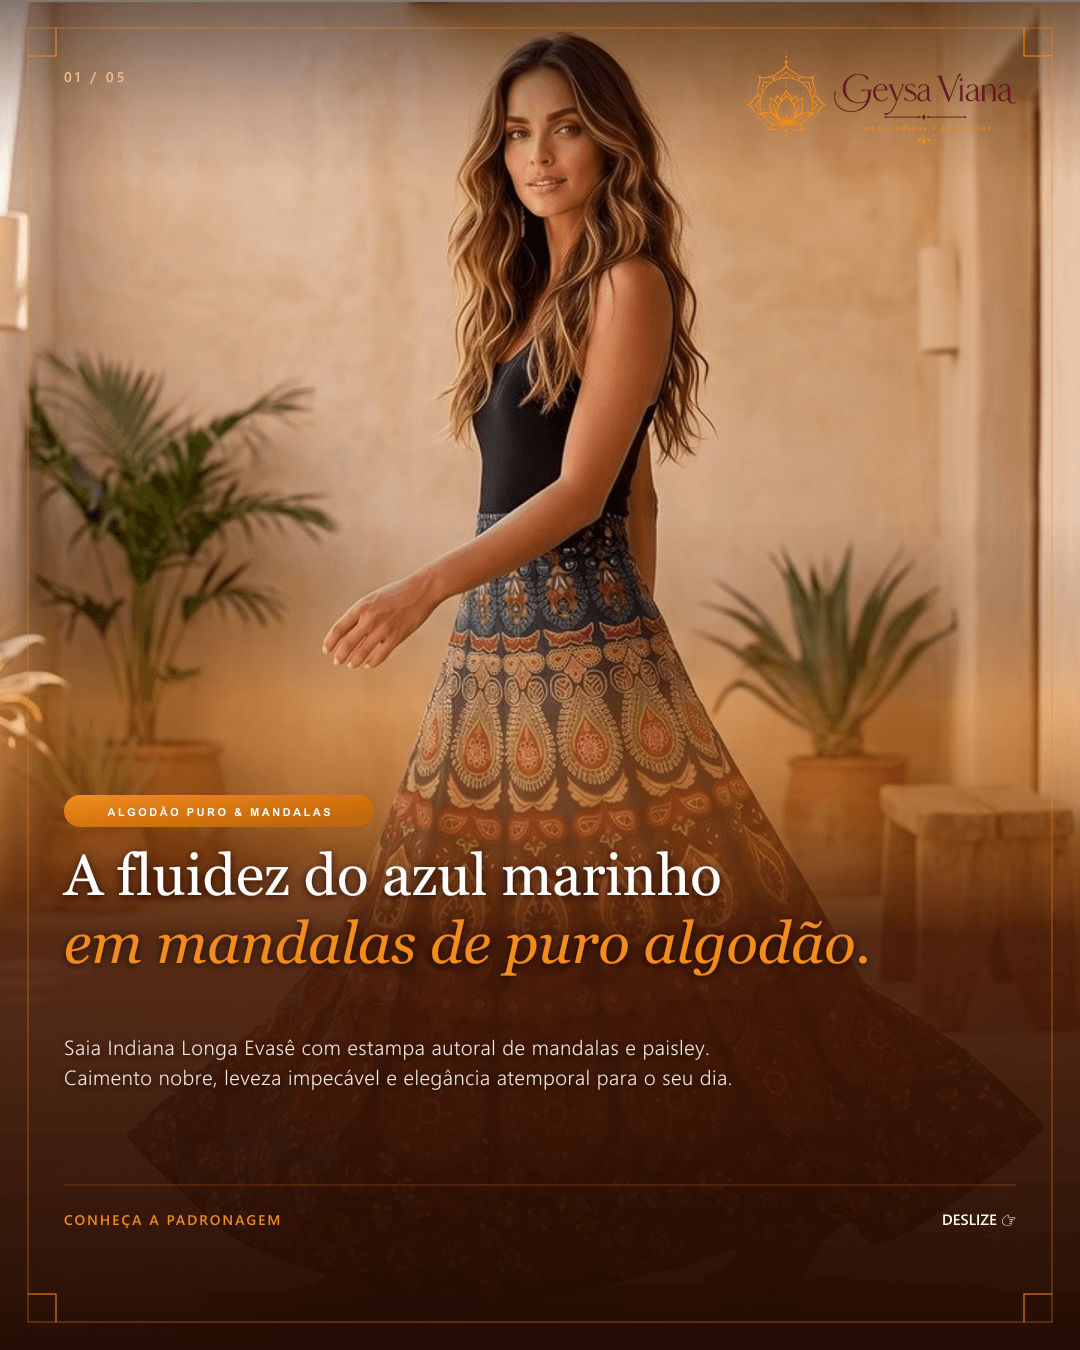 01 / 05
Geysa Viana
ALGODÃO PURO & MANDALAS
A fluidez do azul marinho
em mandalas de puro algodão.
Saia Indiana Longa Evasê com estampa autoral de mandalas e paisley.
Caimento nobre, leveza impecável e elegância atemporal para o seu dia.
CONHEÇA A PADRONAGEM
DESLIZE